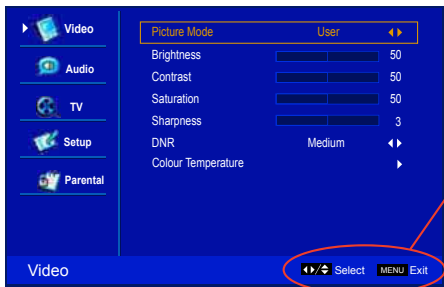 Video
Audio
TV
Setup
Parental
Picture Mode User
Brightness 50
Contrast 50
Saturation 50
Sharpness 3
DNR Medium
Colour Temperature
Video
Select MENU Exit